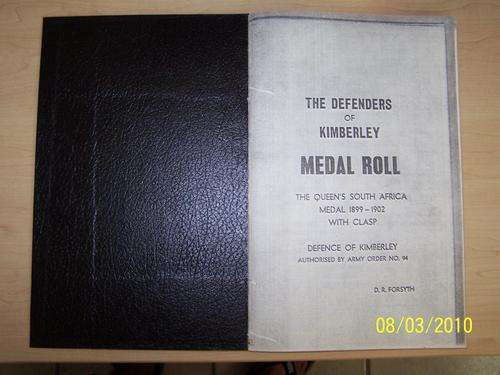 THE DEFENDERS
OF
KIMBERLEY
MEDAL ROLL
THE QUEEN'S SOUTH AFRICA
MEDAL 1899 - 1902
WITH CLASP
DEFENCE OF KIMBERLEY
AUTHORISED BY ARMY ORDER NO. 94
D. R. FORSYTH
08/03/2010